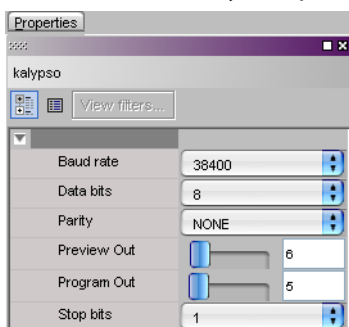 Properties
kalypso
View filters...
Baud rate 38400
Data bits 8
Parity NONE
Preview Out 6
Program Out 5
Stop bits 1